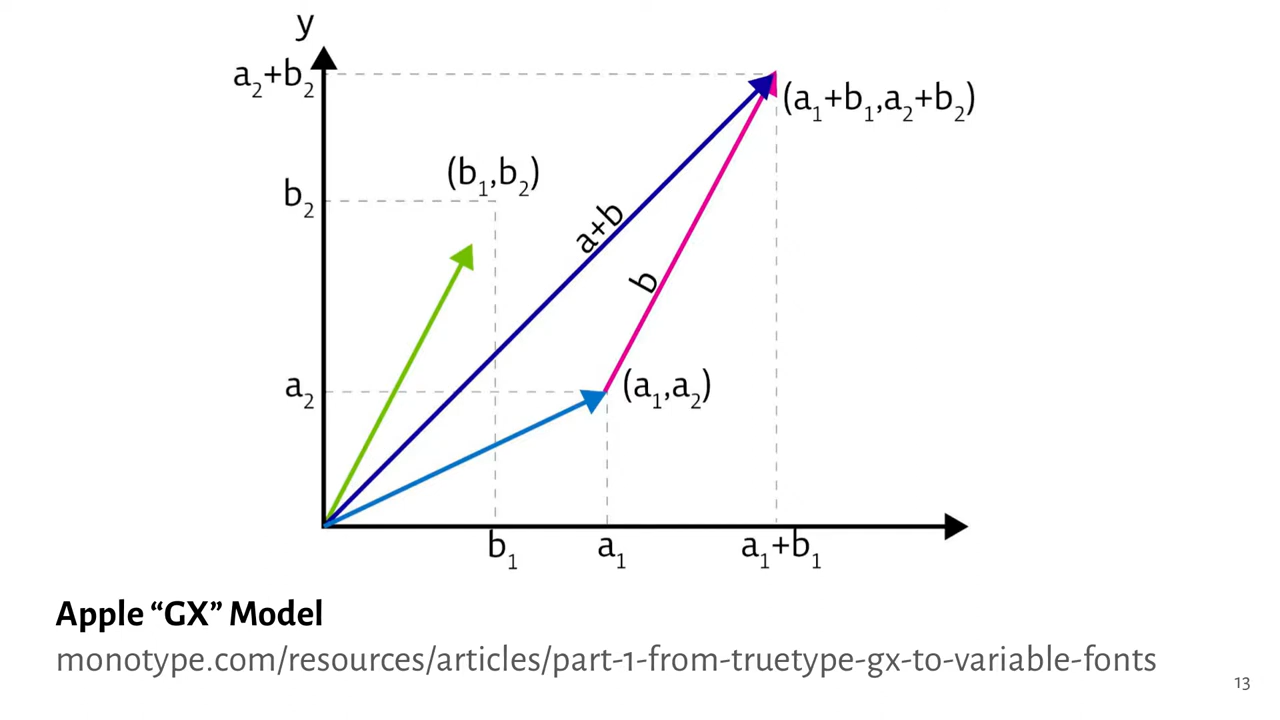 y
a₂+b₂
(a₁+b₁,a₂+b₂)
(b₁,b₂)
b₂
a+b
b
a₂
(a₁,a₂)
b₁
a₁
a₁+b₁
Apple “GX” Model
monotype.com/resources/articles/part-1-from-truetype-gx-to-variable-fonts
13